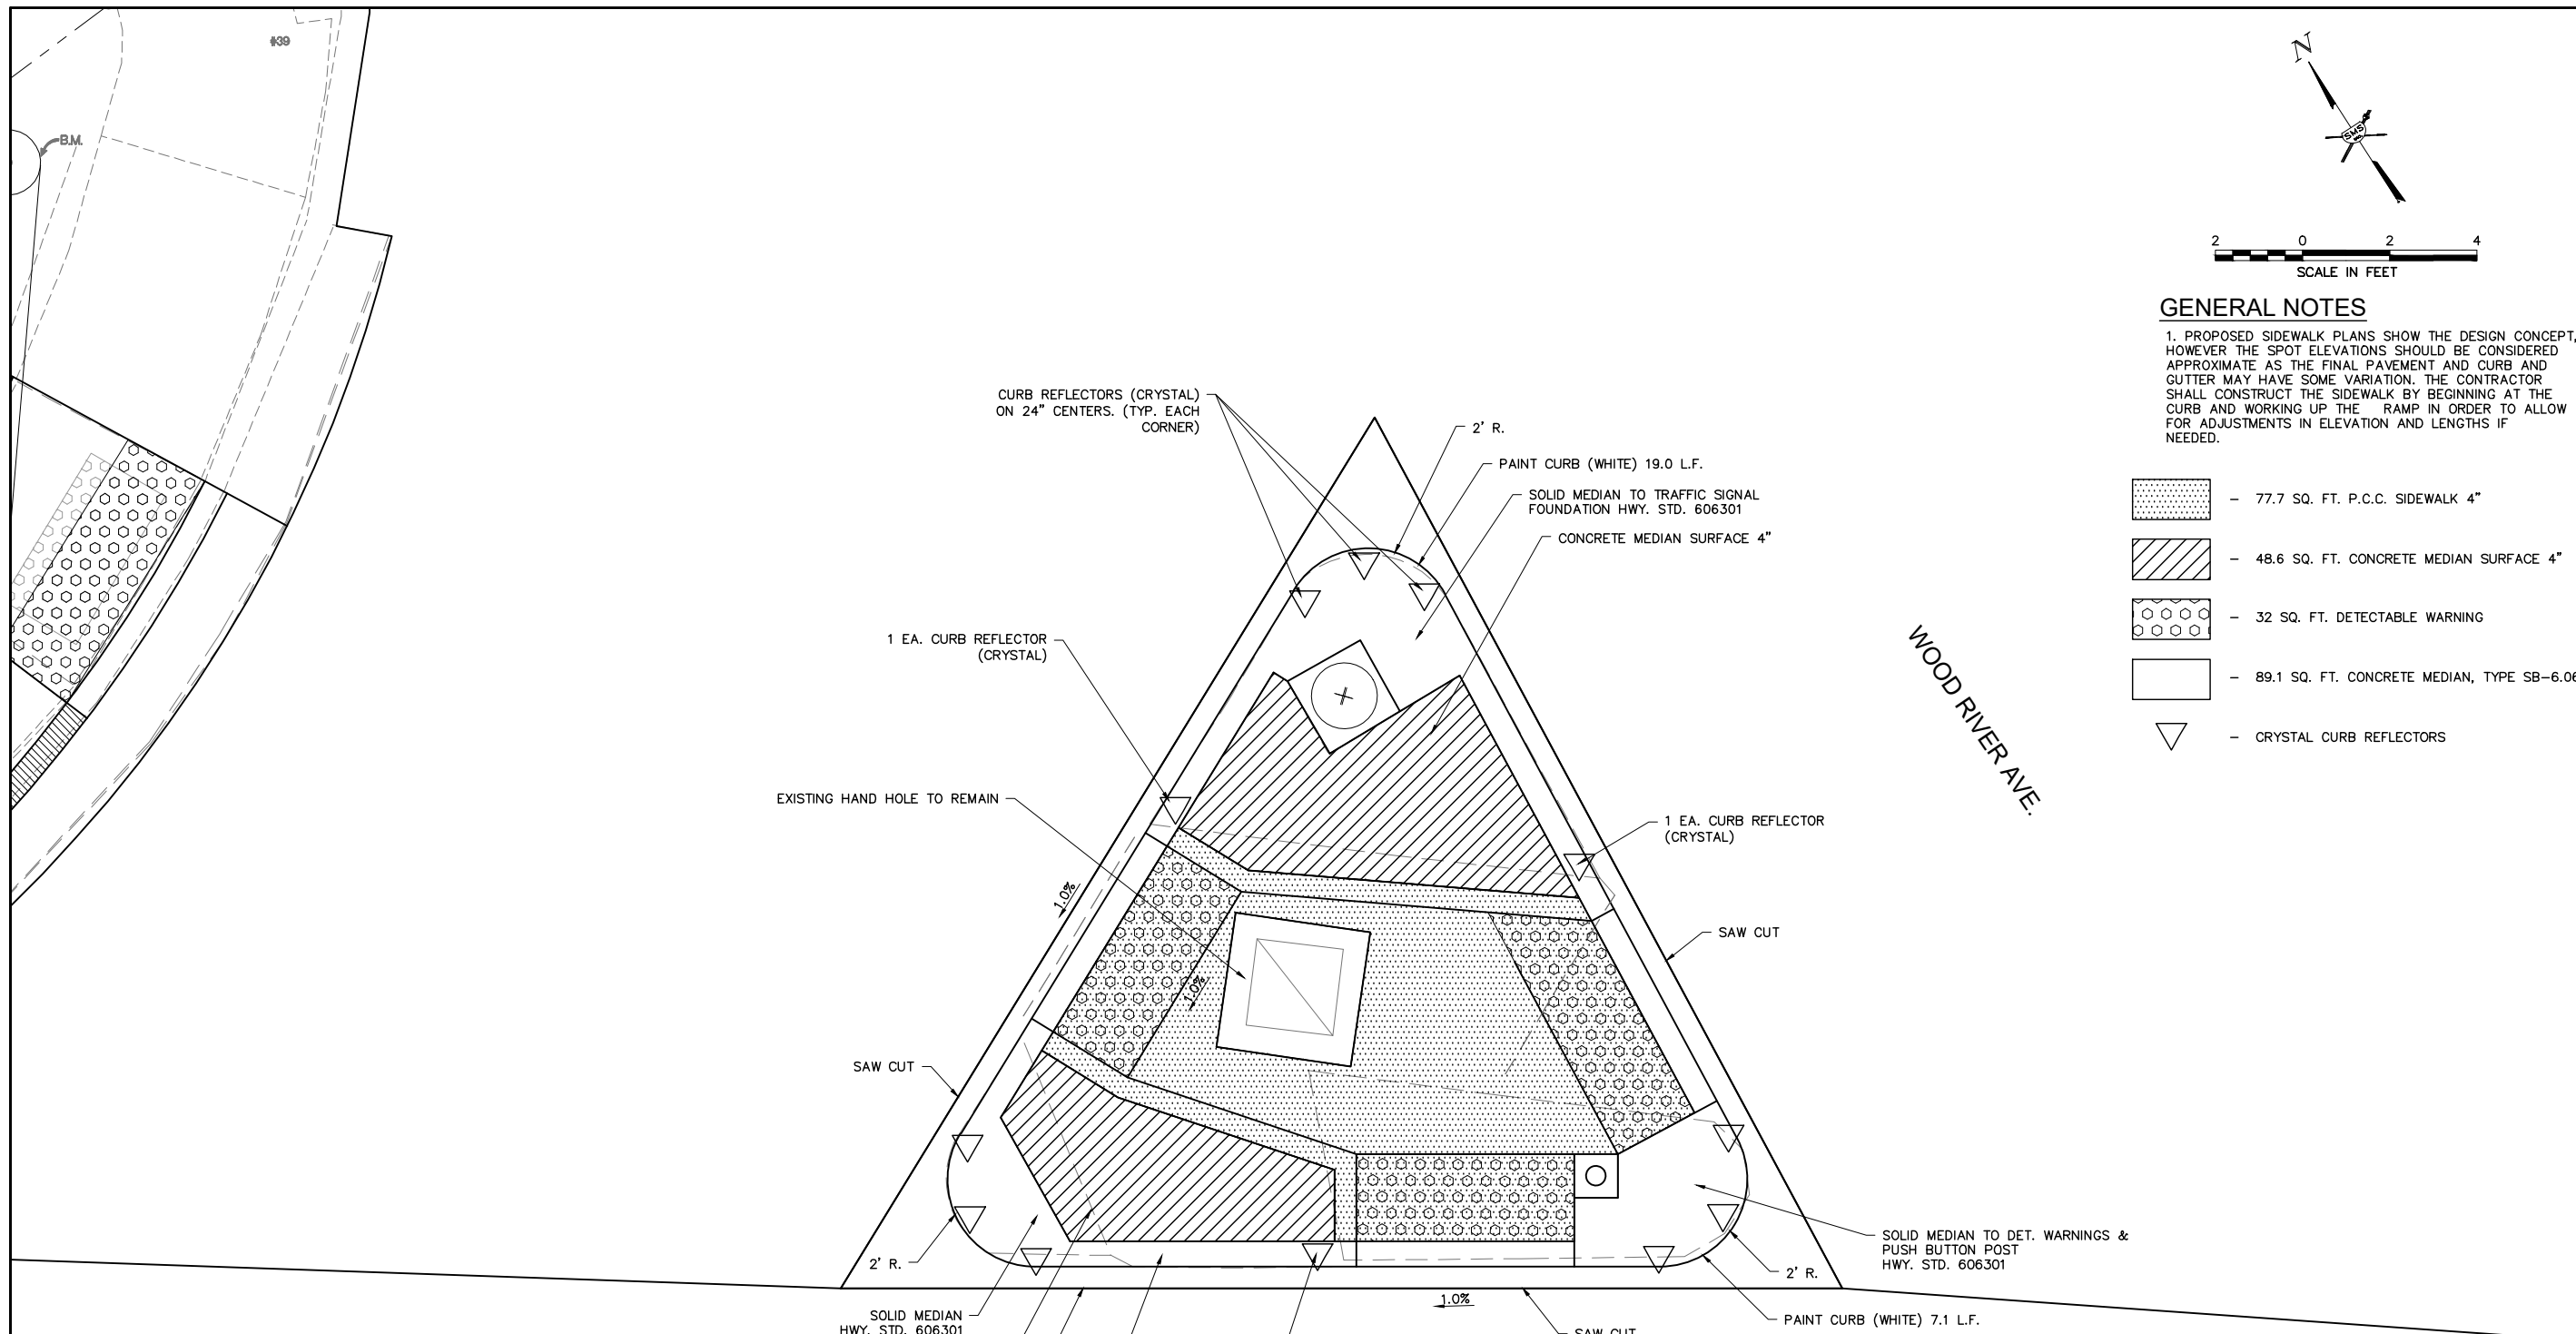 #39
B.M.
N
SMS
2 0 2 4
SCALE IN FEET
GENERAL NOTES
1. PROPOSED SIDEWALK PLANS SHOW THE DESIGN CONCEPT,
HOWEVER THE SPOT ELEVATIONS SHOULD BE CONSIDERED
APPROXIMATE AS THE FINAL PAVEMENT AND CURB AND
GUTTER MAY HAVE SOME VARIATION. THE CONTRACTOR
SHALL CONSTRUCT THE SIDEWALK BY BEGINNING AT THE
CURB AND WORKING UP THE RAMP IN ORDER TO ALLOW
FOR ADJUSTMENTS IN ELEVATION AND LENGTHS IF
NEEDED.
- 77.7 SQ. FT. P.C.C. SIDEWALK 4"
- 48.6 SQ. FT. CONCRETE MEDIAN SURFACE 4"
- 32 SQ. FT. DETECTABLE WARNING
- 89.1 SQ. FT. CONCRETE MEDIAN, TYPE SB-6.06
- CRYSTAL CURB REFLECTORS
CURB REFLECTORS (CRYSTAL)
ON 24" CENTERS. (TYP. EACH
CORNER)
2' R.
PAINT CURB (WHITE) 19.0 L.F.
SOLID MEDIAN TO TRAFFIC SIGNAL
FOUNDATION HWY. STD. 606301
CONCRETE MEDIAN SURFACE 4"
1 EA. CURB REFLECTOR
(CRYSTAL)
WOOD RIVER AVE.
EXISTING HAND HOLE TO REMAIN
1 EA. CURB REFLECTOR
(CRYSTAL)
1.0%
SAW CUT
1.0%
SAW CUT
2' R.
SOLID MEDIAN TO DET. WARNINGS &
PUSH BUTTON POST
HWY. STD. 606301
2' R.
1.0%
SOLID MEDIAN
HWY. STD. 606301
PAINT CURB (WHITE) 7.1 L.F.
SAW CUT